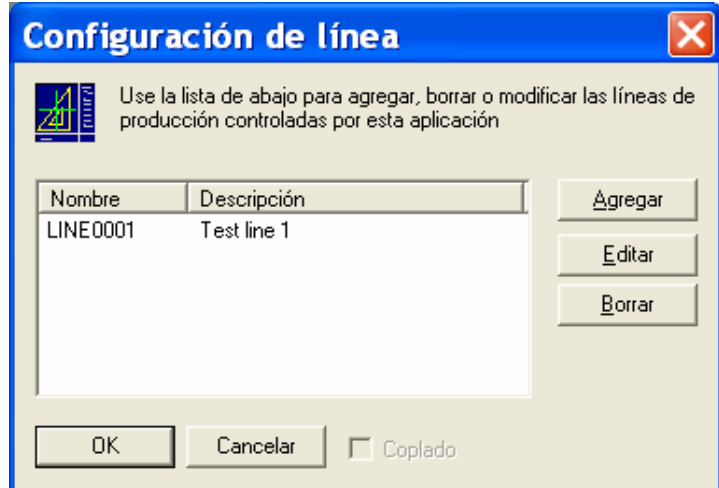 Configuración de línea
Use la lista de abajo para agregar, borrar o modificar las líneas de
producción controladas por esta aplicación
Nombre Descripción
LINE0001 Test line 1
Agregar
Editar
Borrar
OK Cancelar Coplado